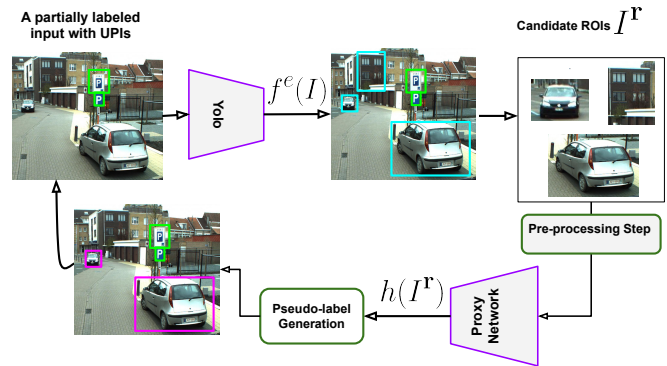 A partially labeled
input with UPIs
Yolo
f^e(I)
Candidate ROIs I^r
P
P
P
P
Pre-processing Step
Proxy
Network
h(I^r)
Pseudo-label
Generation
P
P